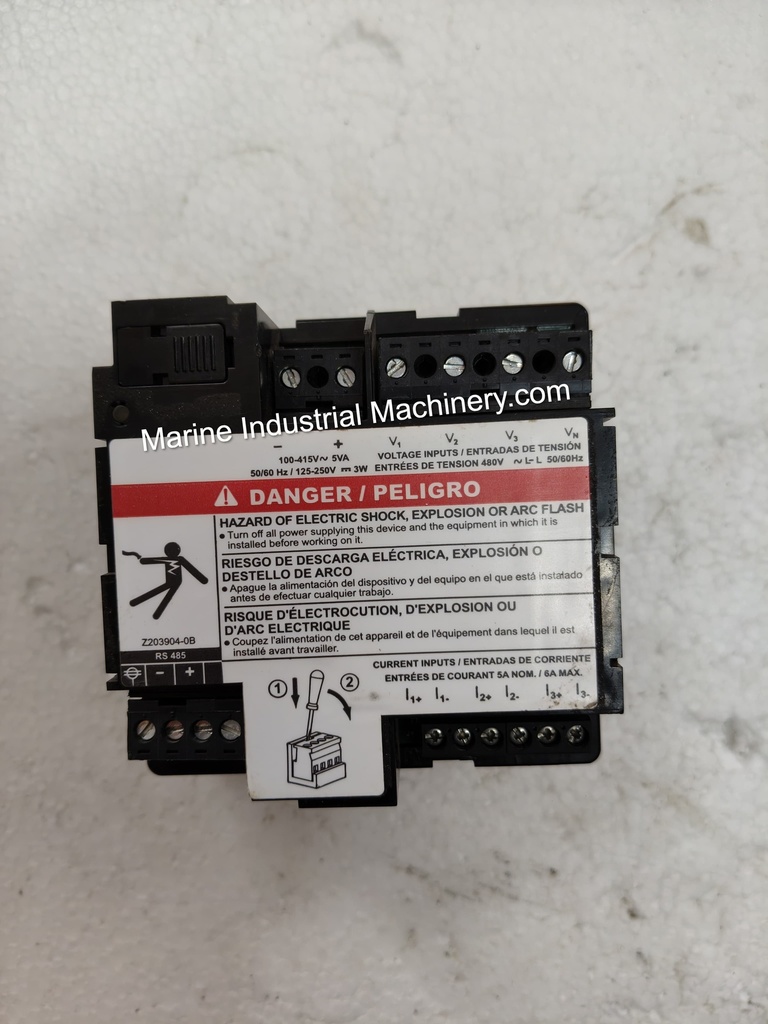 Marine Industrial Machinery.com
− + V1 V2 V3 VN
100-415V~ 5VA VOLTAGE INPUTS / ENTRADAS DE TENSIÓN
50/60 Hz / 125-250V ⎓ 3W ENTRÉES DE TENSION 480V ~ L- L 50/60Hz
⚠ DANGER / PELIGRO
HAZARD OF ELECTRIC SHOCK, EXPLOSION OR ARC FLASH
● Turn off all power supplying this device and the equipment in which it is
installed before working on it.
RIESGO DE DESCARGA ELÉCTRICA, EXPLOSIÓN O
DESTELLO DE ARCO
● Apague la alimentación del dispositivo y del equipo en el que está instalado
antes de efectuar cualquier trabajo.
RISQUE D'ÉLECTROCUTION, D'EXPLOSION OU
D'ARC ELECTRIQUE
● Coupez l'alimentation de cet appareil et de l'équipement dans lequel il est
installé avant travailler.
Z203904-0B
RS 485
− +
1 2
CURRENT INPUTS / ENTRADAS DE CORRIENTE
ENTRÉES DE COURANT 5A NOM. / 6A MAX.
I1+ I1- I2+ I2- I3+ I3-